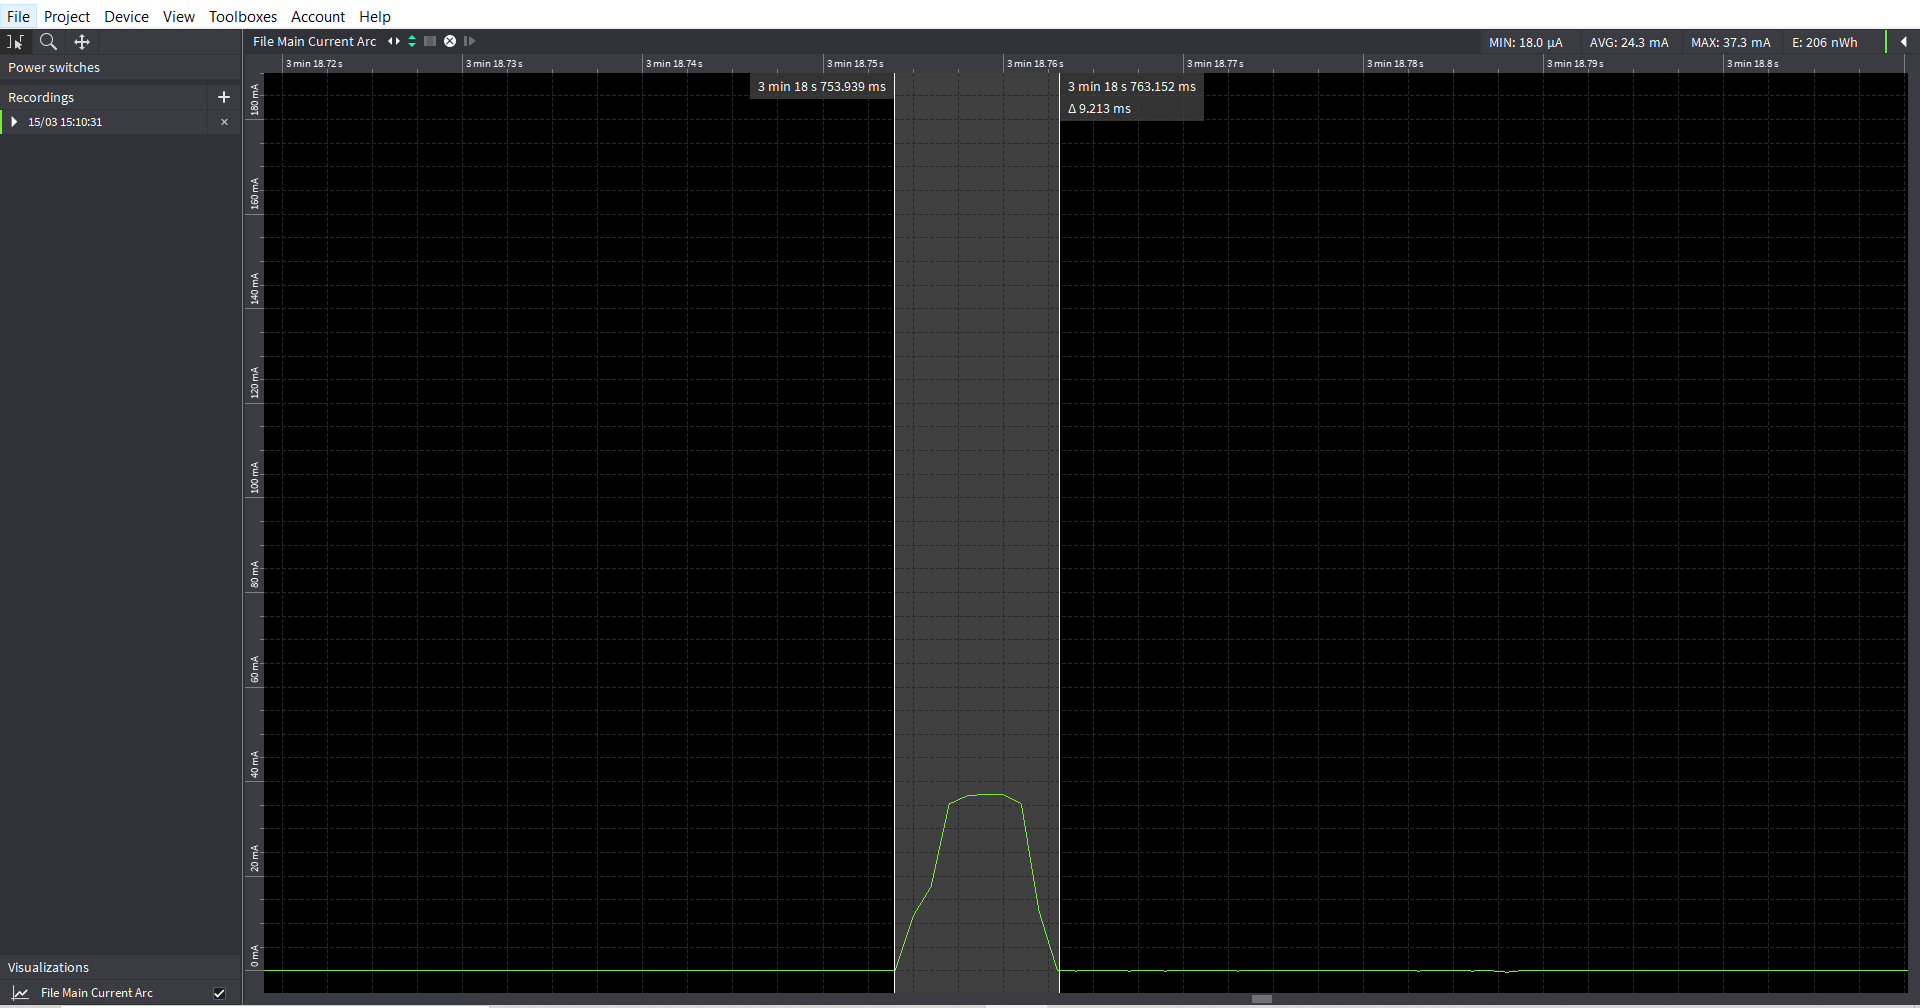 File Project Device View Toolboxes Account Help
File Main Current Arc
MIN: 18.0 µA AVG: 24.3 mA MAX: 37.3 mA E: 206 nWh
Power switches
Recordings
15/03 15:10:31
3 min 18.72 s 3 min 18.73 s 3 min 18.74 s 3 min 18.75 s 3 min 18.76 s 3 min 18.77 s 3 min 18.78 s 3 min 18.79 s 3 min 18.8 s
3 min 18 s 753.939 ms
3 min 18 s 763.152 ms
Δ 9.213 ms
180 mA
160 mA
140 mA
120 mA
100 mA
80 mA
60 mA
40 mA
20 mA
0 mA
Visualizations
File Main Current Arc